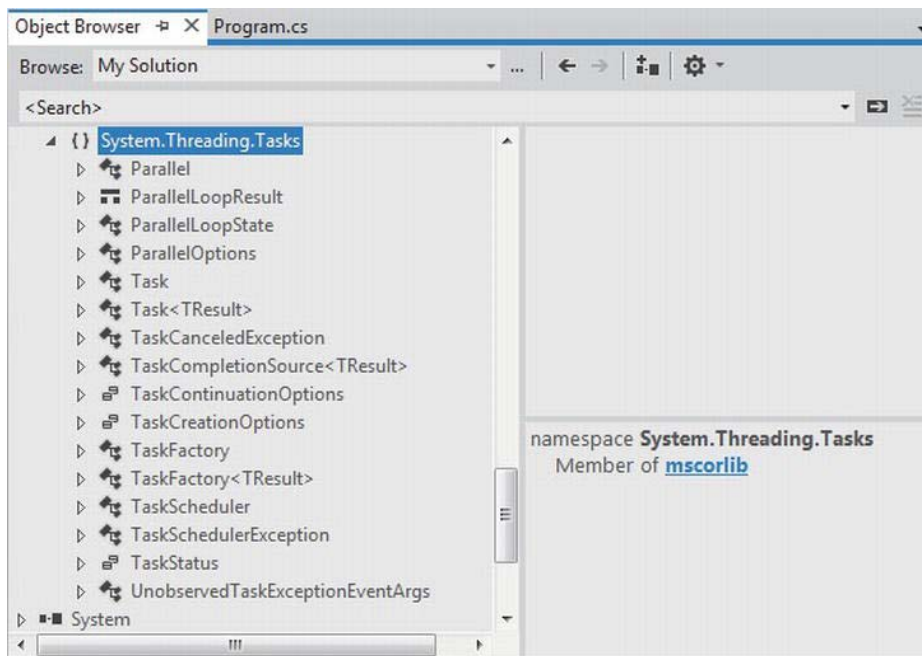 Object Browser Program.cs
Browse: My Solution ...
<Search>
{ } System.Threading.Tasks
Parallel
ParallelLoopResult
ParallelLoopState
ParallelOptions
Task
Task<TResult>
TaskCanceledException
TaskCompletionSource<TResult>
TaskContinuationOptions
TaskCreationOptions
TaskFactory
TaskFactory<TResult>
TaskScheduler
TaskSchedulerException
TaskStatus
UnobservedTaskExceptionEventArgs
System
namespace System.Threading.Tasks
Member of mscorlib